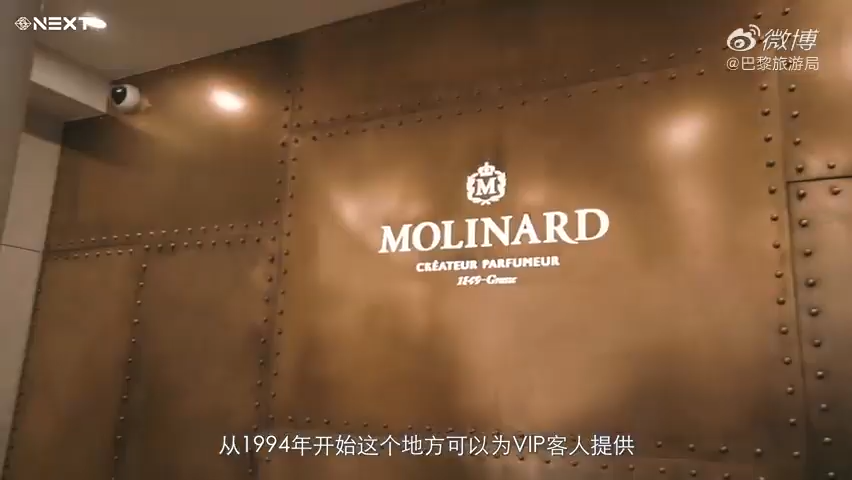 NEXT
微博
@巴黎旅游局
M
MOLINARD
CRÉATEUR PARFUMEUR
1849-Grasse
从1994年开始这个地方可以为VIP客人提供